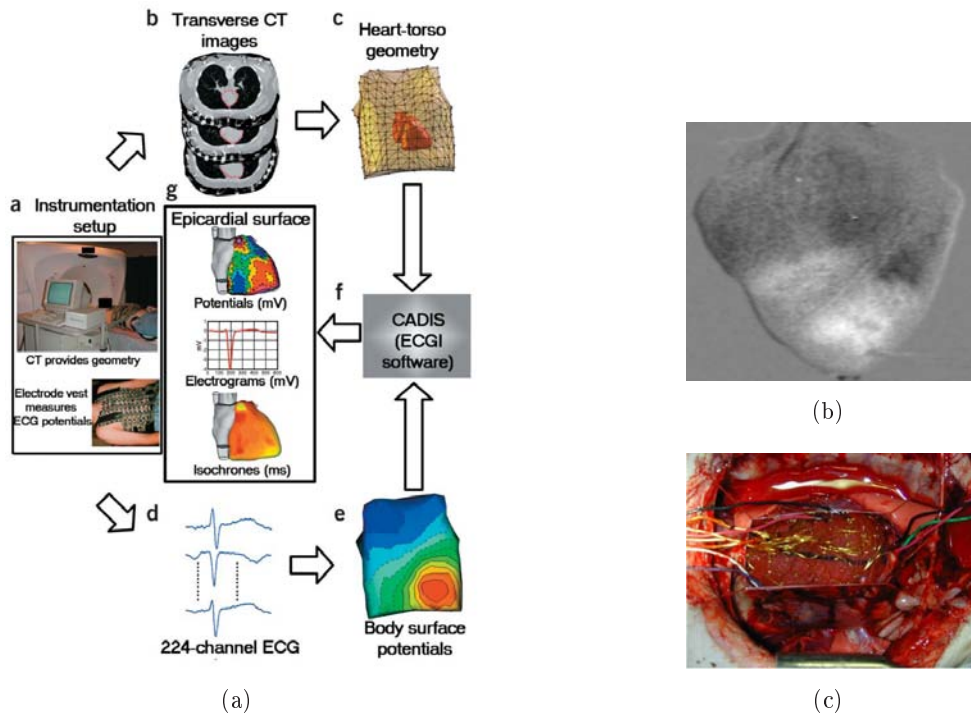 b
Transverse CT
images
c
Heart-torso
geometry
a
Instrumentation
setup
CT provides geometry
Electrode vest
measures
ECG potentials
g
Epicardial surface
Potentials (mV)
mV
Electrograms (mV)
Isochrones (ms)
f
CADIS
(ECGI
software)
d
224-channel ECG
e
Body surface
potentials
(a)
(b)
(c)